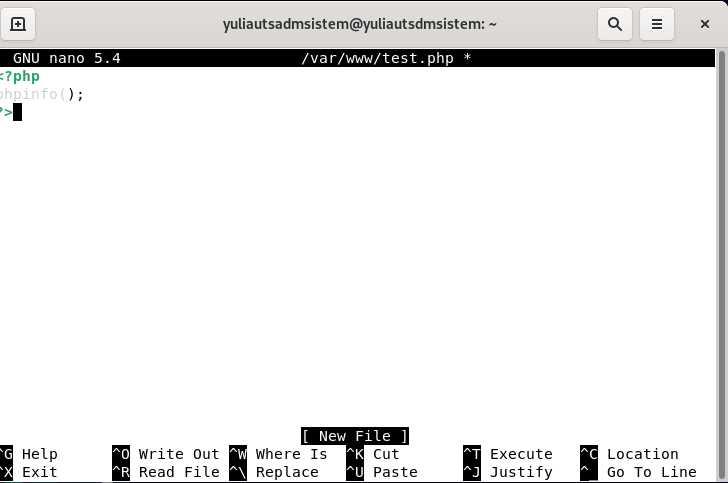 yuliautsadmsistem@yuliautsdmsistem: ~
GNU nano 5.4 /var/www/test.php *
<?php
phpinfo();
?>
[ New File ]
^G Help ^O Write Out ^W Where Is ^K Cut ^T Execute ^C Location
^X Exit ^R Read File ^\ Replace ^U Paste ^J Justify ^_ Go To Line